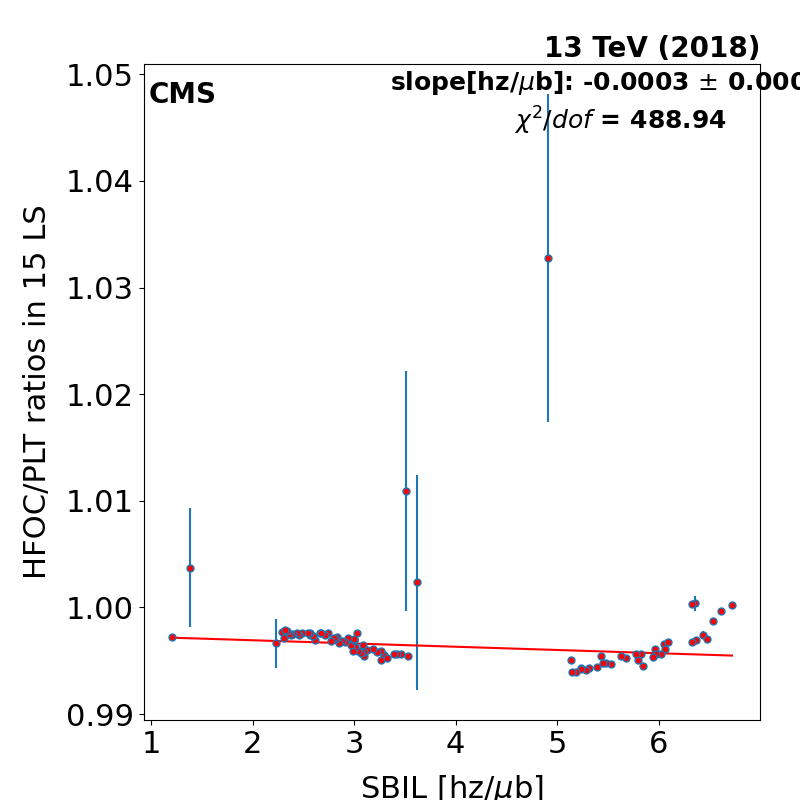 13 TeV (2018)
slope[hz/μb]: -0.0003 ± 0.000
CMS
χ²/dof = 488.94
1.05
1.04
1.03
1.02
1.01
1.00
0.99
HFOC/PLT ratios in 15 LS
1 2 3 4 5 6
SBIL [hz/μb]